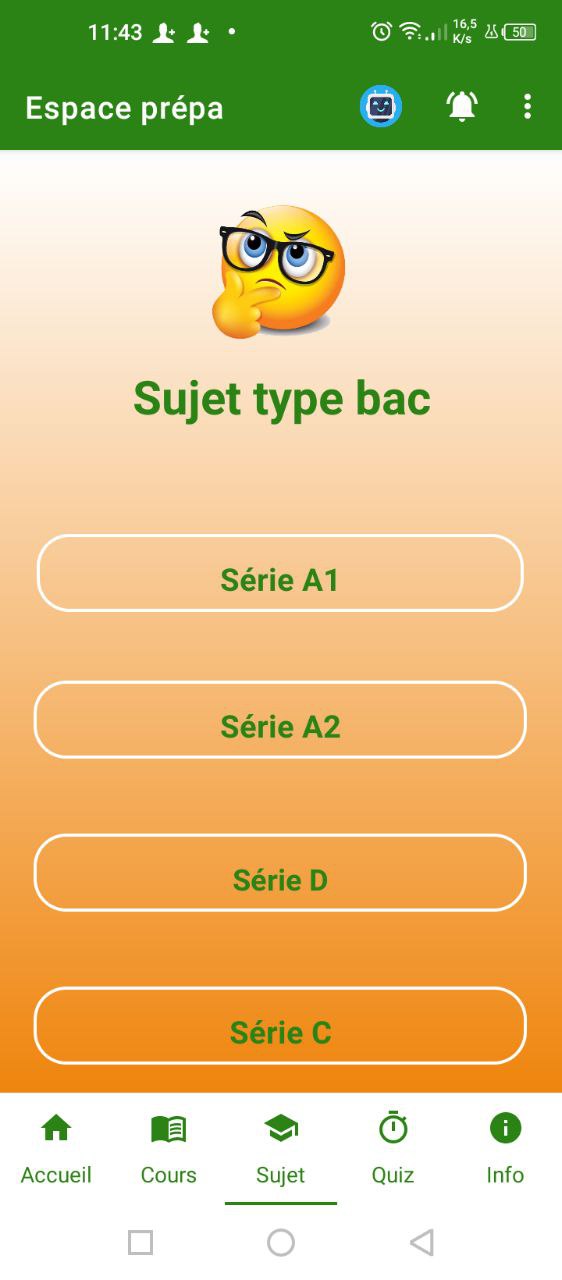 11:43
16,5
K/s
50
Espace prépa
Sujet type bac
Série A1
Série A2
Série D
Série C
Accueil
Cours
Sujet
Quiz
Info